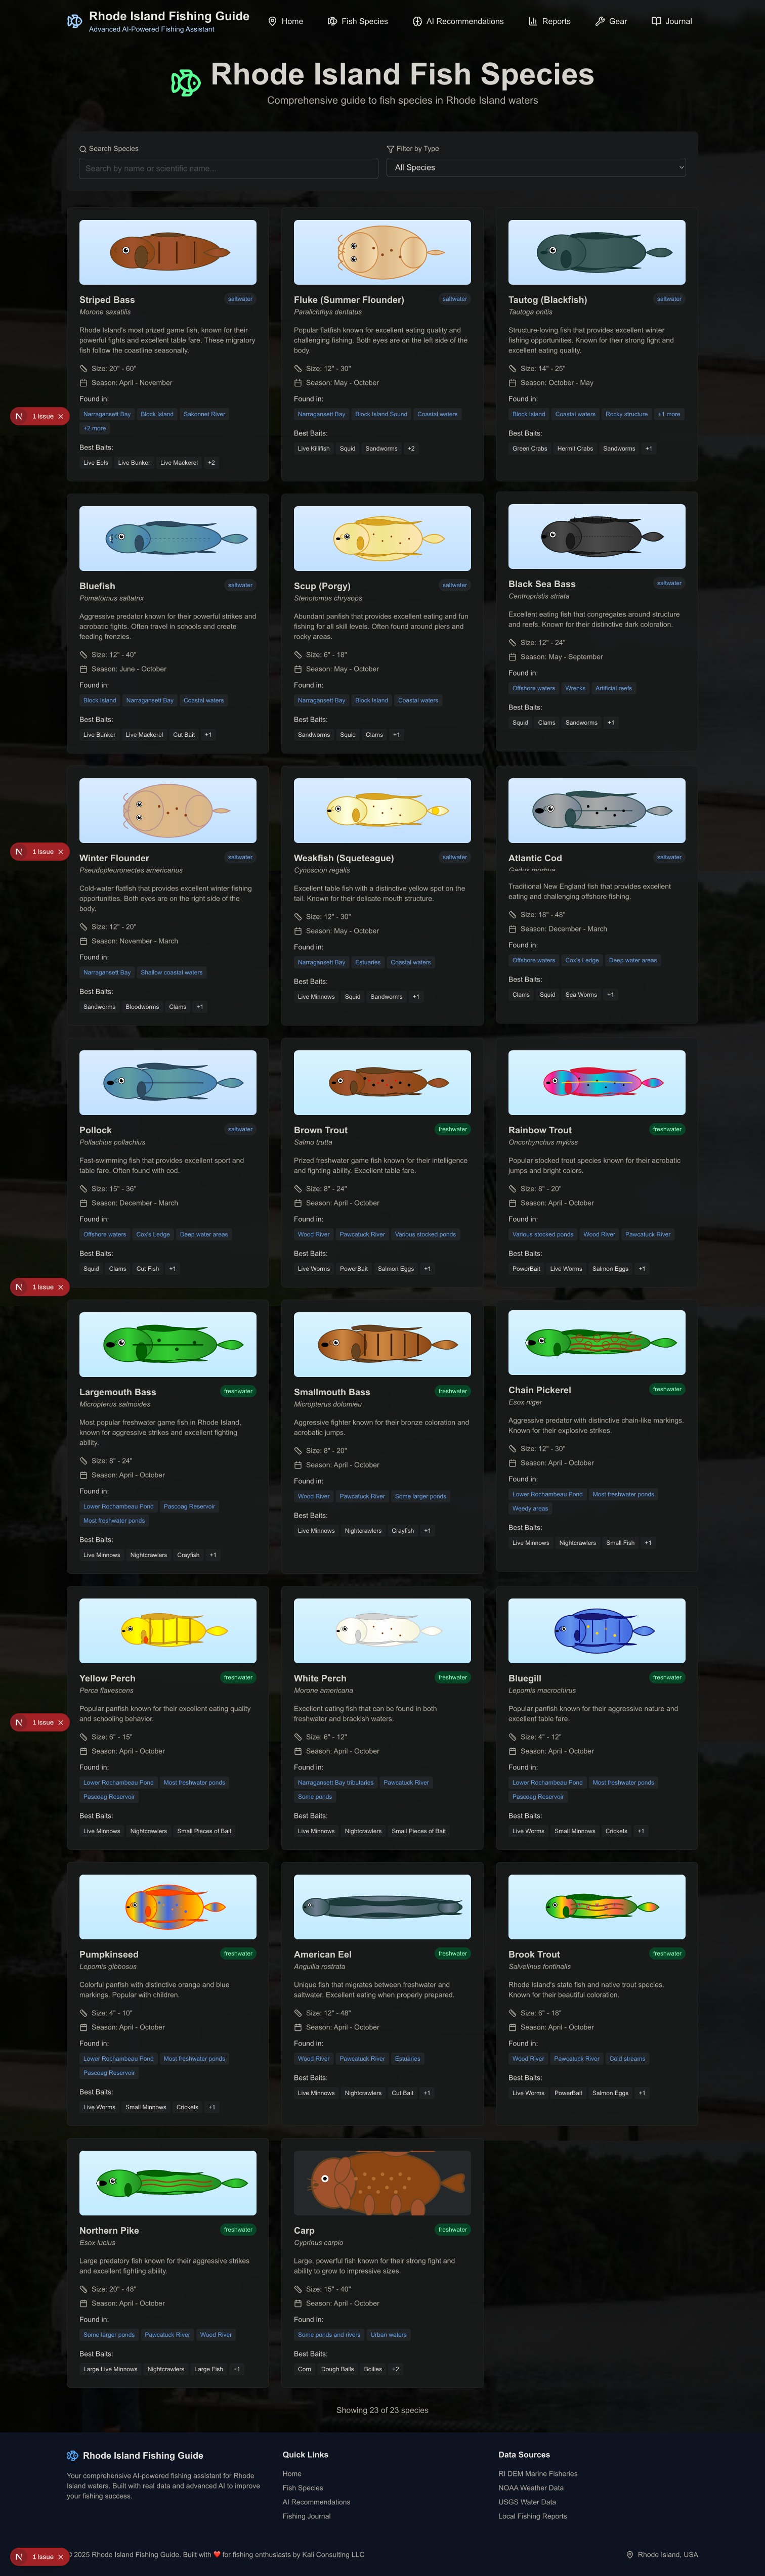 Rhode Island Fishing Guide
Advanced AI-Powered Fishing Assistant
Home
Fish Species
AI Recommendations
Reports
Gear
Journal
Rhode Island Fish Species
Comprehensive guide to fish species in Rhode Island waters
Search Species
Search by name or scientific name...
Filter by Type
All Species
Striped Bass
saltwater
Morone saxatilis
Rhode Island's most prized game fish, known for their
powerful fights and excellent table fare. These migratory
fish follow the coastline seasonally.
Size: 20" - 60"
Season: April - November
Found in:
Narragansett Bay
Block Island
Sakonnet River
+2 more
Best Baits:
Live Eels
Live Bunker
Live Mackerel
+2
Fluke (Summer Flounder)
saltwater
Paralichthys dentatus
Popular flatfish known for excellent eating quality and
challenging fishing. Both eyes are on the left side of the
body.
Size: 12" - 30"
Season: May - October
Found in:
Narragansett Bay
Block Island Sound
Coastal waters
Best Baits:
Live Killifish
Squid
Sandworms
+2
Tautog (Blackfish)
saltwater
Tautoga onitis
Structure-loving fish that provides excellent winter
fishing opportunities. Known for their strong fight and
excellent eating quality.
Size: 14" - 25"
Season: October - May
Found in:
Block Island
Coastal waters
Rocky structure
+1 more
Best Baits:
Green Crabs
Hermit Crabs
Sandworms
+1
N 1 Issue
Bluefish
saltwater
Pomatomus saltatrix
Aggressive predator known for their powerful strikes and
acrobatic fights. Often travel in schools and create
feeding frenzies.
Size: 12" - 40"
Season: June - October
Found in:
Block Island
Narragansett Bay
Coastal waters
Best Baits:
Live Bunker
Live Mackerel
Cut Bait
+1
Scup (Porgy)
saltwater
Stenotomus chrysops
Abundant panfish that provides excellent eating and fun
fishing for all skill levels. Often found around piers and
rocky areas.
Size: 6" - 18"
Season: May - October
Found in:
Narragansett Bay
Block Island
Coastal waters
Best Baits:
Sandworms
Squid
Clams
+1
Black Sea Bass
saltwater
Centropristis striata
Excellent eating fish that congregates around structure
and reefs. Known for their distinctive dark coloration.
Size: 12" - 24"
Season: May - September
Found in:
Offshore waters
Wrecks
Artificial reefs
Best Baits:
Squid
Clams
Sandworms
+1
N 1 Issue
Winter Flounder
saltwater
Pseudopleuronectes americanus
Cold-water flatfish that provides excellent winter fishing
opportunities. Both eyes are on the right side of the
body.
Size: 12" - 20"
Season: November - March
Found in:
Narragansett Bay
Shallow coastal waters
Best Baits:
Sandworms
Bloodworms
Clams
+1
Weakfish (Squeteague)
saltwater
Cynoscion regalis
Excellent table fish with a distinctive yellow spot on the
tail. Known for their delicate mouth structure.
Size: 12" - 30"
Season: May - October
Found in:
Narragansett Bay
Estuaries
Coastal waters
Best Baits:
Live Minnows
Squid
Sandworms
+1
Atlantic Cod
saltwater
Traditional New England fish that provides excellent
eating and challenging offshore fishing.
Size: 18" - 48"
Season: December - March
Found in:
Offshore waters
Cox's Ledge
Deep water areas
Best Baits:
Clams
Squid
Sea Worms
+1
Pollock
saltwater
Pollachius pollachius
Fast-swimming fish that provides excellent sport and
table fare. Often found with cod.
Size: 15" - 36"
Season: December - March
Found in:
Offshore waters
Cox's Ledge
Deep water areas
Best Baits:
Squid
Clams
Cut Fish
+1
Brown Trout
freshwater
Salmo trutta
Prized freshwater game fish known for their intelligence
and fighting ability. Excellent table fare.
Size: 8" - 24"
Season: April - October
Found in:
Wood River
Pawcatuck River
Various stocked ponds
Best Baits:
Live Worms
PowerBait
Salmon Eggs
+1
Rainbow Trout
freshwater
Oncorhynchus mykiss
Popular stocked trout species known for their acrobatic
jumps and bright colors.
Size: 8" - 20"
Season: April - October
Found in:
Various stocked ponds
Wood River
Pawcatuck River
Best Baits:
PowerBait
Live Worms
Salmon Eggs
+1
N 1 Issue
Largemouth Bass
freshwater
Micropterus salmoides
Most popular freshwater game fish in Rhode Island,
known for aggressive strikes and excellent fighting
ability.
Size: 8" - 24"
Season: April - October
Found in:
Lower Rochambeau Pond
Pascoag Reservoir
Most freshwater ponds
Best Baits:
Live Minnows
Nightcrawlers
Crayfish
+1
Smallmouth Bass
freshwater
Micropterus dolomieu
Aggressive fighter known for their bronze coloration and
acrobatic jumps.
Size: 8" - 20"
Season: April - October
Found in:
Wood River
Pawcatuck River
Some larger ponds
Best Baits:
Live Minnows
Nightcrawlers
Crayfish
+1
Chain Pickerel
freshwater
Esox niger
Aggressive predator with distinctive chain-like markings.
Known for their explosive strikes.
Size: 12" - 30"
Season: April - October
Found in:
Lower Rochambeau Pond
Most freshwater ponds
Weedy areas
Best Baits:
Live Minnows
Nightcrawlers
Small Fish
+1
Yellow Perch
freshwater
Perca flavescens
Popular panfish known for their excellent eating quality
and schooling behavior.
Size: 6" - 15"
Season: April - October
Found in:
Lower Rochambeau Pond
Most freshwater ponds
Pascoag Reservoir
Best Baits:
Live Minnows
Nightcrawlers
Small Pieces of Bait
White Perch
freshwater
Morone americana
Excellent eating fish that can be found in both
freshwater and brackish waters.
Size: 6" - 12"
Season: April - October
Found in:
Narragansett Bay tributaries
Pawcatuck River
Some ponds
Best Baits:
Live Minnows
Nightcrawlers
Small Pieces of Bait
Bluegill
freshwater
Lepomis macrochirus
Popular panfish known for their aggressive nature and
excellent table fare.
Size: 4" - 12"
Season: April - October
Found in:
Lower Rochambeau Pond
Most freshwater ponds
Pascoag Reservoir
Best Baits:
Live Worms
Small Minnows
Crickets
+1
N 1 Issue
Pumpkinseed
freshwater
Lepomis gibbosus
Colorful panfish with distinctive orange and blue
markings. Popular with children.
Size: 4" - 10"
Season: April - October
Found in:
Lower Rochambeau Pond
Most freshwater ponds
Pascoag Reservoir
Best Baits:
Live Worms
Small Minnows
Crickets
+1
American Eel
freshwater
Anguilla rostrata
Unique fish that migrates between freshwater and
saltwater. Excellent eating when properly prepared.
Size: 12" - 48"
Season: April - October
Found in:
Wood River
Pawcatuck River
Estuaries
Best Baits:
Live Minnows
Nightcrawlers
Cut Bait
+1
Brook Trout
freshwater
Salvelinus fontinalis
Rhode Island's state fish and native trout species.
Known for their beautiful coloration.
Size: 6" - 18"
Season: April - October
Found in:
Wood River
Pawcatuck River
Cold streams
Best Baits:
Live Worms
PowerBait
Salmon Eggs
+1
Northern Pike
freshwater
Esox lucius
Large predatory fish known for their aggressive strikes
and excellent fighting ability.
Size: 20" - 48"
Season: April - October
Found in:
Some larger ponds
Pawcatuck River
Wood River
Best Baits:
Large Live Minnows
Nightcrawlers
Large Fish
+1
Carp
freshwater
Cyprinus carpio
Large, powerful fish known for their strong fight and
ability to grow to impressive sizes.
Size: 15" - 40"
Season: April - October
Found in:
Some ponds and rivers
Urban waters
Best Baits:
Corn
Dough Balls
Boilies
+2
Showing 23 of 23 species
Rhode Island Fishing Guide
Your comprehensive AI-powered fishing assistant for Rhode
Island waters. Built with real data and advanced AI to improve
your fishing success.
Quick Links
Home
Fish Species
AI Recommendations
Fishing Journal
Data Sources
RI DEM Marine Fisheries
NOAA Weather Data
USGS Water Data
Local Fishing Reports
N 1 Issue
© 2025 Rhode Island Fishing Guide. Built with ❤️ for fishing enthusiasts by Kali Consulting LLC
Rhode Island, USA